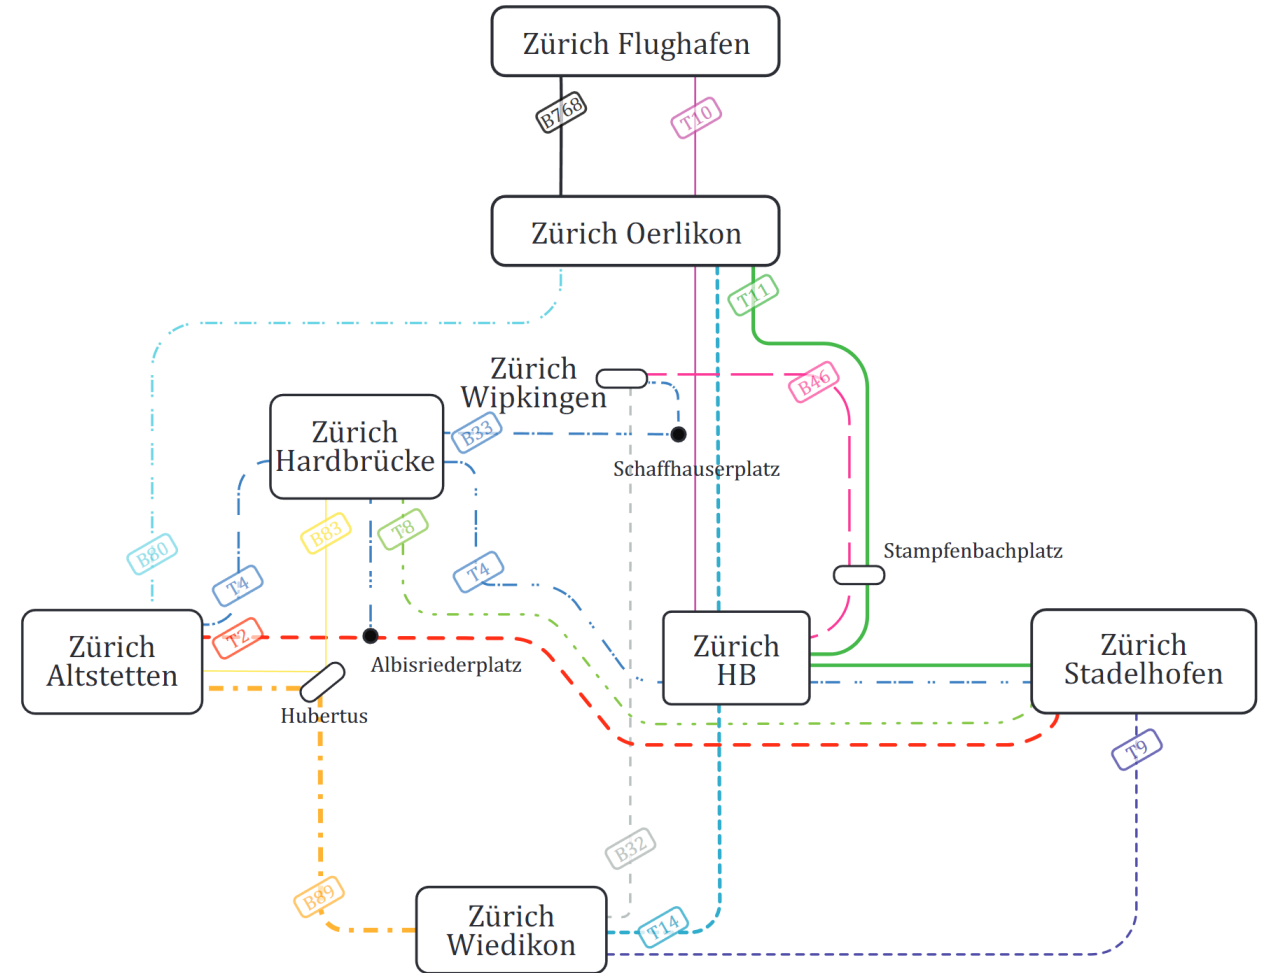 Zürich Flughafen
B768
T10
Zürich Oerlikon
T11
Zürich
Wipkingen
B46
Zürich
Hardbrücke
B33
Schaffhauserplatz
B83
T8
B80
T4
T4
Stampfenbachplatz
Zürich
Altstetten
T2
Albisriederplatz
Zürich
HB
Zürich
Stadelhofen
Hubertus
T9
B32
B89
Zürich
Wiedikon
T14